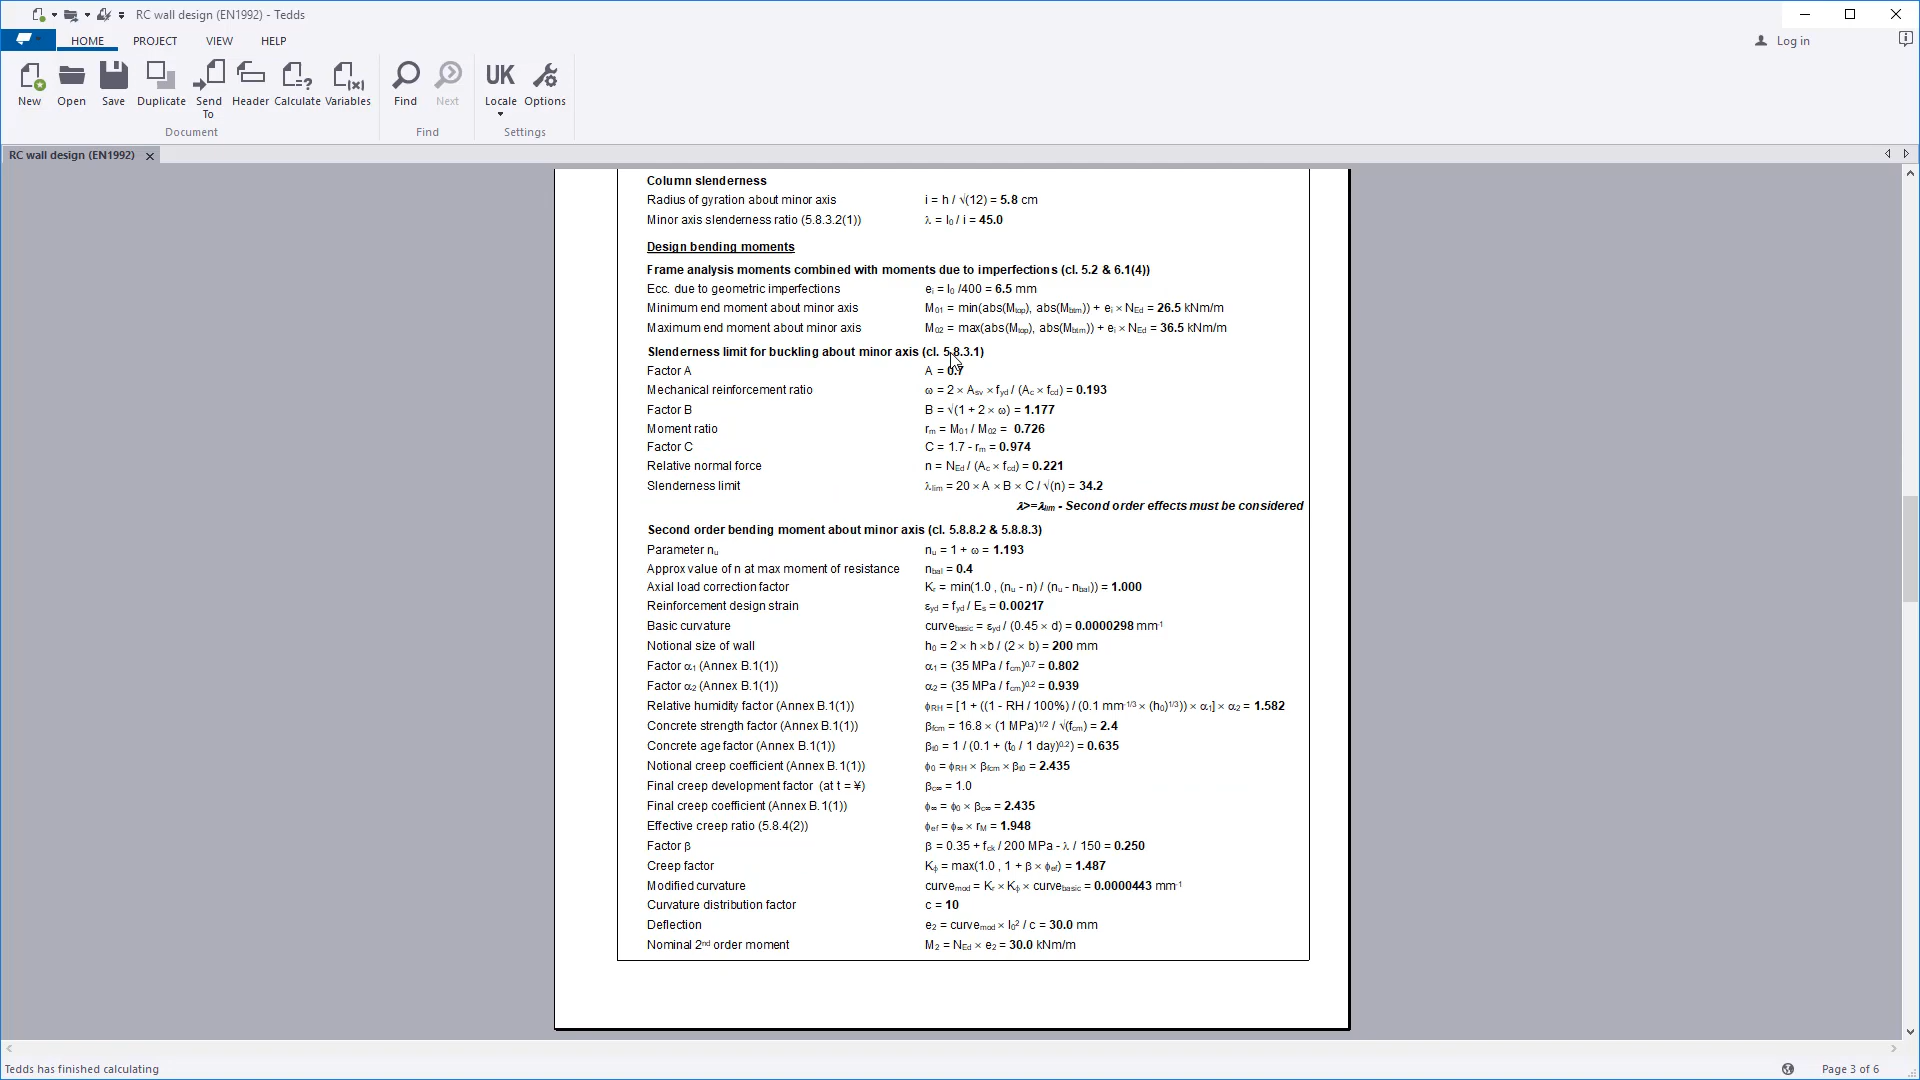 RC wall design (EN1992) - Tedds
HOME PROJECT VIEW HELP
Log in
New Open Save Duplicate Send To Header Calculate Variables Find Next UK Locale Options
Document Find Settings
RC wall design (EN1992)
Column slenderness
Radius of gyration about minor axis i = h / √(12) = 5.8 cm
Minor axis slenderness ratio (5.8.3.2(1)) λ = l₀ / i = 45.0
Design bending moments
Frame analysis moments combined with moments due to imperfections (cl. 5.2 & 6.1(4))
Ecc. due to geometric imperfections eᵢ = l₀ /400 = 6.5 mm
Minimum end moment about minor axis M01 = min(abs(Mtop), abs(Mbtm)) + eᵢ × NEd = 26.5 kNm/m
Maximum end moment about minor axis M02 = max(abs(Mtop), abs(Mbtm)) + eᵢ × NEd = 36.5 kNm/m
Slenderness limit for buckling about minor axis (cl. 5.8.3.1)
Factor A A = 0.7
Mechanical reinforcement ratio ω = 2 × Asv × fyd / (Ac × fcd) = 0.193
Factor B B = √(1 + 2 × ω) = 1.177
Moment ratio rm = M01 / M02 = 0.726
Factor C C = 1.7 - rm = 0.974
Relative normal force n = NEd / (Ac × fcd) = 0.221
Slenderness limit λlim = 20 × A × B × C / √(n) = 34.2
λ>=λlim - Second order effects must be considered
Second order bending moment about minor axis (cl. 5.8.8.2 & 5.8.8.3)
Parameter nu nu = 1 + ω = 1.193
Approx value of n at max moment of resistance nbal = 0.4
Axial load correction factor Kr = min(1.0 , (nu - n) / (nu - nbal)) = 1.000
Reinforcement design strain εyd = fyd / Es = 0.00217
Basic curvature curvebasic = εyd / (0.45 × d) = 0.0000298 mm⁻¹
Notional size of wall h₀ = 2 × h ×b / (2 × b) = 200 mm
Factor α₁ (Annex B.1(1)) α₁ = (35 MPa / fcm)^0.7 = 0.802
Factor α₂ (Annex B.1(1)) α₂ = (35 MPa / fcm)^0.2 = 0.939
Relative humidity factor (Annex B.1(1)) ϕRH = [1 + ((1 - RH / 100%) / (0.1 mm^-1/3 × (h₀)^1/3)) × α₁] × α₂ = 1.582
Concrete strength factor (Annex B.1(1)) βfcm = 16.8 × (1 MPa)^1/2 / √(fcm) = 2.4
Concrete age factor (Annex B.1(1)) βt0 = 1 / (0.1 + (t₀ / 1 day)^0.2) = 0.635
Notional creep coefficient (Annex B.1(1)) ϕ₀ = ϕRH × βfcm × βt0 = 2.435
Final creep development factor (at t = ¥) βc∞ = 1.0
Final creep coefficient (Annex B.1(1)) ϕ∞ = ϕ₀ × βc∞ = 2.435
Effective creep ratio (5.8.4(2)) ϕef = ϕ∞ × rM = 1.948
Factor β β = 0.35 + fck / 200 MPa - λ / 150 = 0.250
Creep factor Kϕ = max(1.0 , 1 + β × ϕef) = 1.487
Modified curvature curvemod = Kr × Kϕ × curvebasic = 0.0000443 mm⁻¹
Curvature distribution factor c = 10
Deflection e₂ = curvemod × l₀² / c = 30.0 mm
Nominal 2nd order moment M₂ = NEd × e₂ = 30.0 kNm/m
Tedds has finished calculating
Page 3 of 6